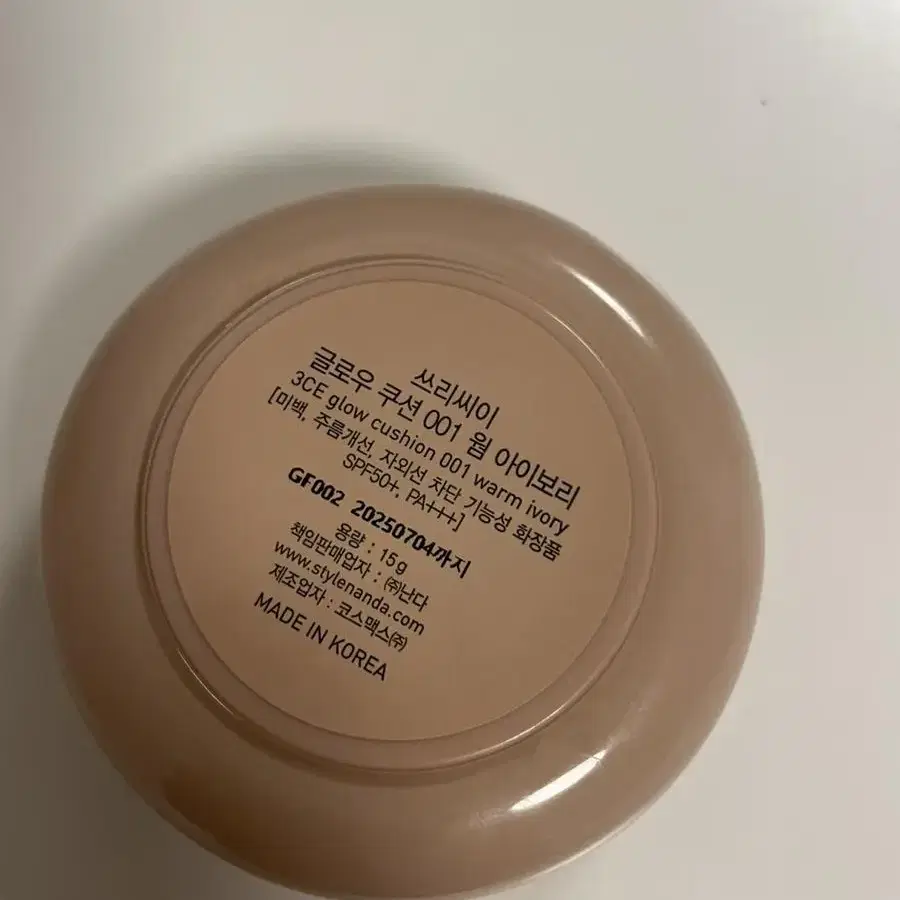 쓰리씨이
글로우 쿠션 001 웜 아이보리
3CE glow cushion 001 warm ivory
[미백, 주름개선, 자외선 차단 기능성 화장품
SPF50+, PA+++]
GF002 20250704까지
용량 : 15g
책임판매업자 : ㈜난다
www.stylenanda.com
제조업자 : 코스맥스㈜
MADE IN KOREA